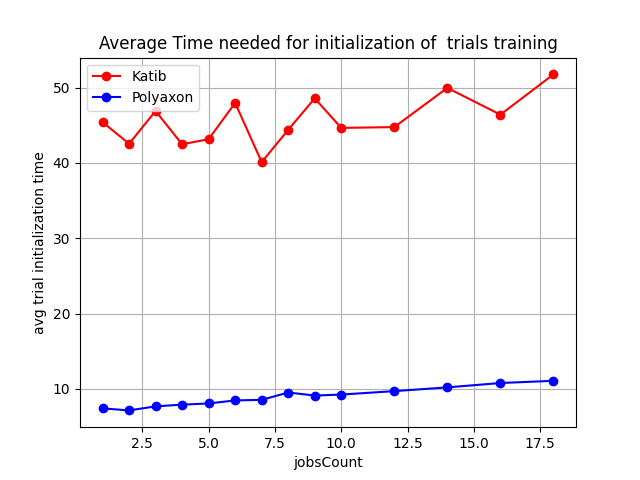 Average Time needed for initialization of  trials training
Katib
Polyaxon
avg trial initialization time
50
40
30
20
10
2.5 5.0 7.5 10.0 12.5 15.0 17.5
jobsCount